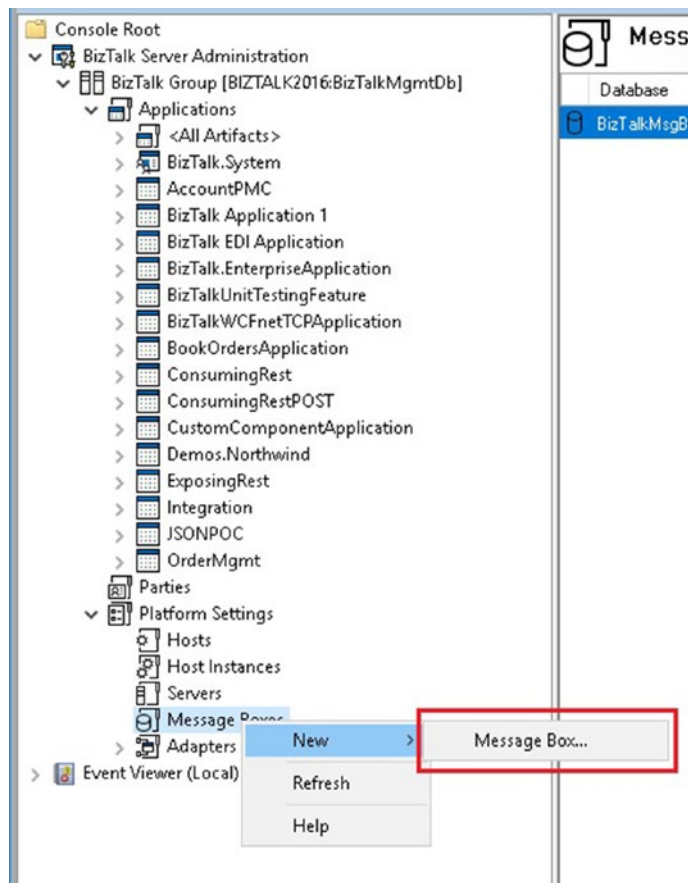 Console Root
BizTalk Server Administration
BizTalk Group [BIZTALK2016:BizTalkMgmtDb]
Applications
<All Artifacts>
BizTalk.System
AccountPMC
BizTalk Application 1
BizTalk EDI Application
BizTalk.EnterpriseApplication
BizTalkUnitTestingFeature
BizTalkWCFnetTCPApplication
BookOrdersApplication
ConsumingRest
ConsumingRestPOST
CustomComponentApplication
Demos.Northwind
ExposingRest
Integration
JSONPOC
OrderMgmt
Parties
Platform Settings
Hosts
Host Instances
Servers
Message Boxes
Adapters
Event Viewer (Local)
New
Refresh
Help
Message Box...
Mess
Database
BizTalkMsgB